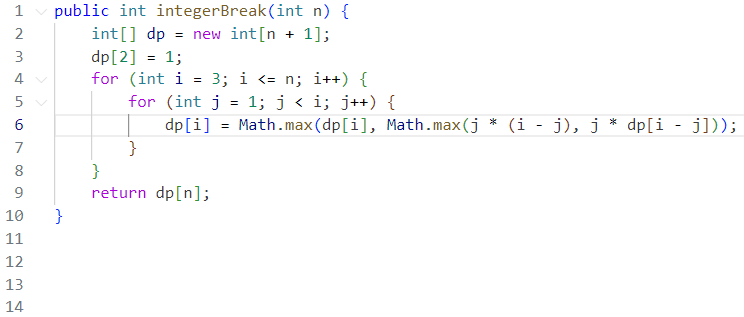 1 public int integerBreak(int n) {
2     int[] dp = new int[n + 1];
3     dp[2] = 1;
4     for (int i = 3; i <= n; i++) {
5         for (int j = 1; j < i; j++) {
6             dp[i] = Math.max(dp[i], Math.max(j * (i - j), j * dp[i - j]));
7         }
8     }
9     return dp[n];
10 }
11
12
13
14